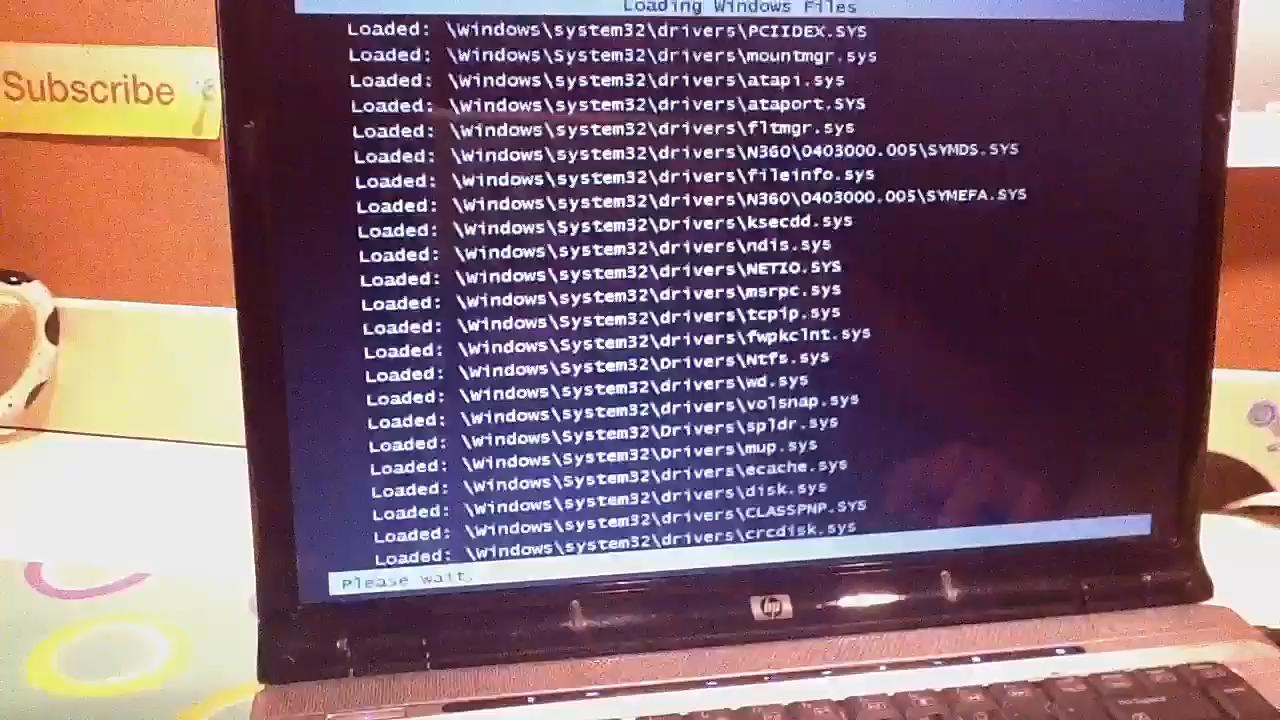 Loading Windows Files
Loaded: \Windows\system32\drivers\PCIIDEX.SYS
Loaded: \Windows\System32\drivers\mountmgr.sys
Loaded: \Windows\system32\drivers\atapi.sys
Loaded: \Windows\system32\drivers\ataport.SYS
Loaded: \Windows\system32\drivers\fltmgr.sys
Loaded: \Windows\system32\drivers\N360\0403000.005\SYMDS.SYS
Loaded: \Windows\system32\drivers\fileinfo.sys
Loaded: \Windows\system32\drivers\N360\0403000.005\SYMEFA.SYS
Loaded: \Windows\System32\Drivers\ksecdd.sys
Loaded: \Windows\system32\drivers\ndis.sys
Loaded: \Windows\system32\drivers\NETIO.SYS
Loaded: \Windows\system32\drivers\msrpc.sys
Loaded: \Windows\System32\drivers\tcpip.sys
Loaded: \Windows\System32\drivers\fwpkclnt.sys
Loaded: \Windows\System32\Drivers\Ntfs.sys
Loaded: \Windows\system32\drivers\wd.sys
Loaded: \Windows\system32\drivers\volsnap.sys
Loaded: \Windows\System32\Drivers\spldr.sys
Loaded: \Windows\System32\Drivers\mup.sys
Loaded: \Windows\System32\drivers\ecache.sys
Loaded: \Windows\system32\drivers\disk.sys
Loaded: \Windows\system32\drivers\CLASSPNP.SYS
Loaded: \Windows\system32\drivers\crcdisk.sys
Please wait.
hp
Subscribe